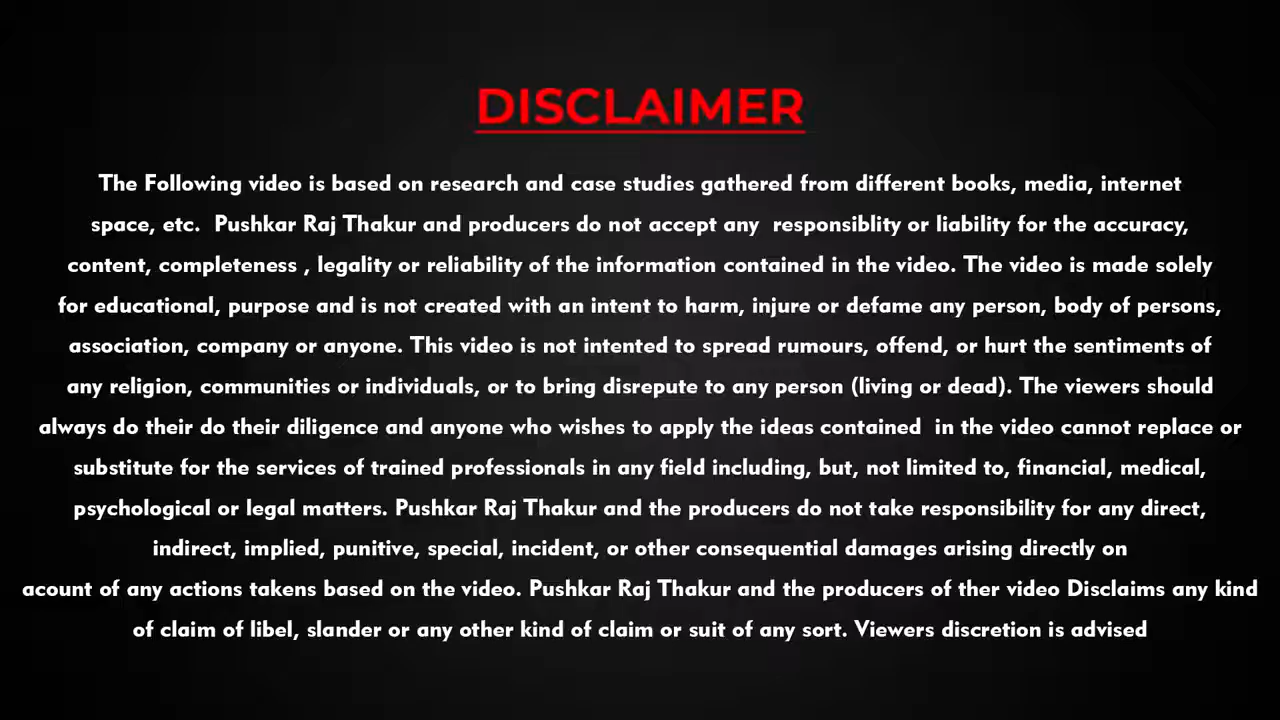 DISCLAIMER
The Following video is based on research and case studies gathered from different books, media, internet
space, etc.  Pushkar Raj Thakur and producers do not accept any  responsiblity or liability for the accuracy,
content, completeness , legality or reliability of the information contained in the video. The video is made solely
for educational, purpose and is not created with an intent to harm, injure or defame any person, body of persons,
association, company or anyone. This video is not intented to spread rumours, offend, or hurt the sentiments of
any religion, communities or individuals, or to bring disrepute to any person (living or dead). The viewers should
always do their do their diligence and anyone who wishes to apply the ideas contained  in the video cannot replace or
substitute for the services of trained professionals in any field including, but, not limited to, financial, medical,
psychological or legal matters. Pushkar Raj Thakur and the producers do not take responsibility for any direct,
indirect, implied, punitive, special, incident, or other consequential damages arising directly on
acount of any actions takens based on the video. Pushkar Raj Thakur and the producers of ther video Disclaims any kind
of claim of libel, slander or any other kind of claim or suit of any sort. Viewers discretion is advised